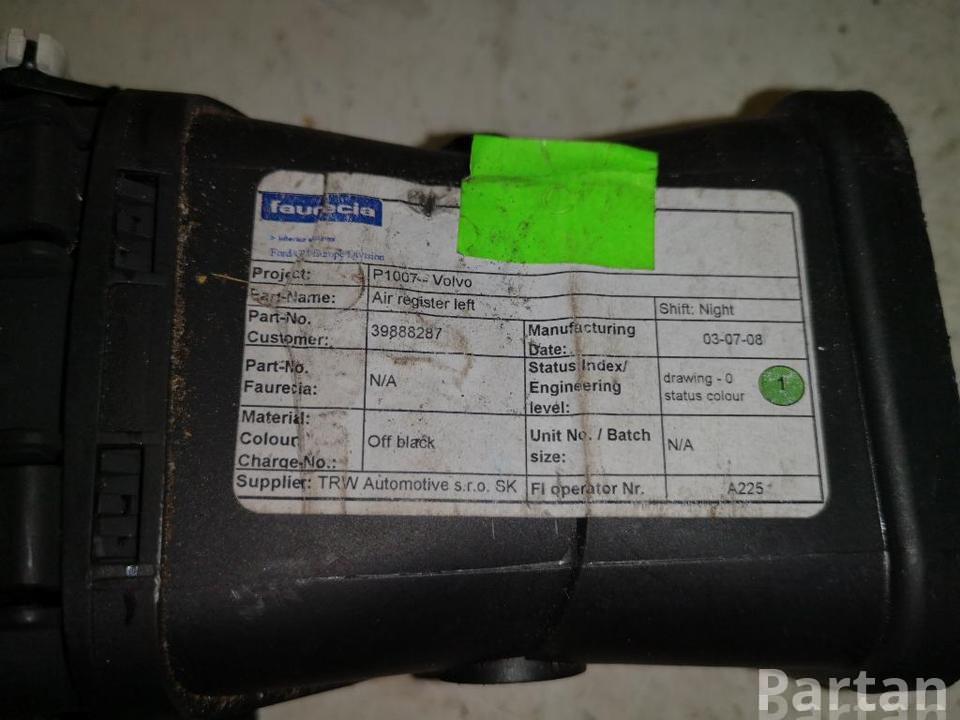 faurecia
Project: P1007-- Volvo
Part-Name: Air register left Shift: Night
Part-No. Customer: 39888287 Manufacturing Date: 03-07-08
Part-No. Faurecia: N/A Status Index/ Engineering level: drawing - 0 status colour 1
Material: Colour Charge-No.: Off black Unit No. / Batch size: N/A
Supplier: TRW Automotive s.r.o. SK FI operator Nr. A225
Partan
Partan